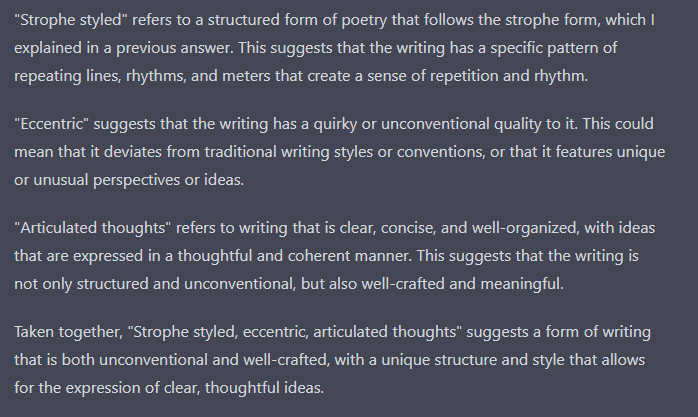 "Strophe styled" refers to a structured form of poetry that follows the strophe form, which I
explained in a previous answer. This suggests that the writing has a specific pattern of
repeating lines, rhythms, and meters that create a sense of repetition and rhythm.
"Eccentric" suggests that the writing has a quirky or unconventional quality to it. This could
mean that it deviates from traditional writing styles or conventions, or that it features unique
or unusual perspectives or ideas.
"Articulated thoughts" refers to writing that is clear, concise, and well-organized, with ideas
that are expressed in a thoughtful and coherent manner. This suggests that the writing is
not only structured and unconventional, but also well-crafted and meaningful.
Taken together, "Strophe styled, eccentric, articulated thoughts" suggests a form of writing
that is both unconventional and well-crafted, with a unique structure and style that allows
for the expression of clear, thoughtful ideas.